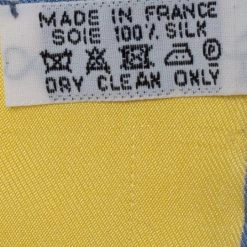 MADE IN FRANCE
SOIE 100% SILK
P
DRY CLEAN ONLY